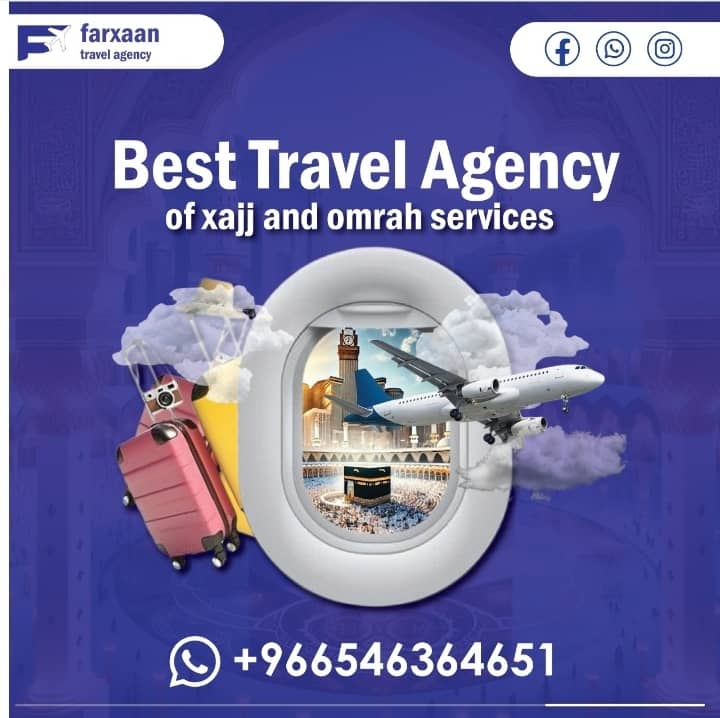 farxaan
travel agency
Best Travel Agency
of xajj and omrah services
+966546364651